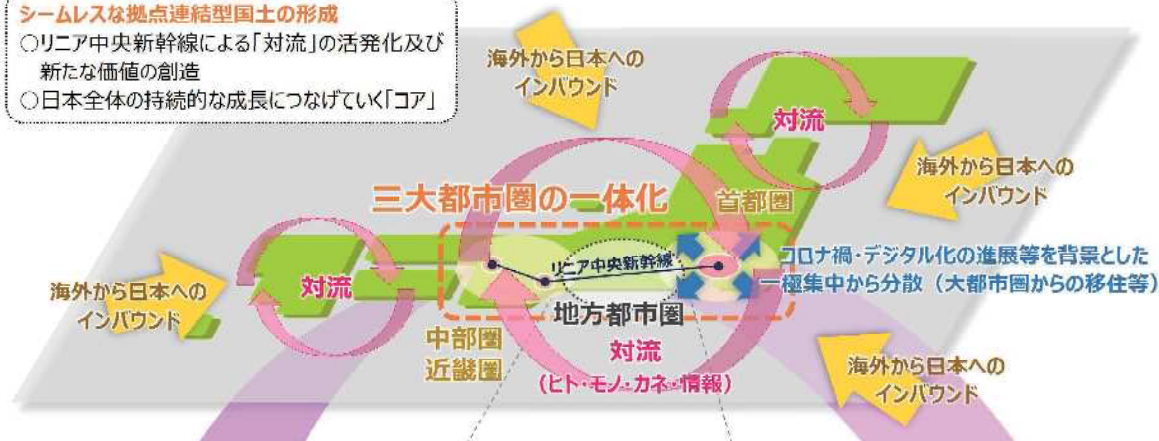 シームレスな拠点連結型国土の形成
○リニア中央新幹線による「対流」の活発化及び
新たな価値の創造
○日本全体の持続的な成長につなげていく「コア」
海外から日本への
インバウンド
対流
海外から日本への
インバウンド
三大都市圏の一体化
首都圏
コロナ禍・デジタル化の進展等を背景とした
一極集中から分散（大都市圏からの移住等）
リニア中央新幹線
海外から日本への
インバウンド
対流
地方都市圏
中部圏
近畿圏
対流
（ヒト・モノ・カネ・情報）
海外から日本への
インバウンド